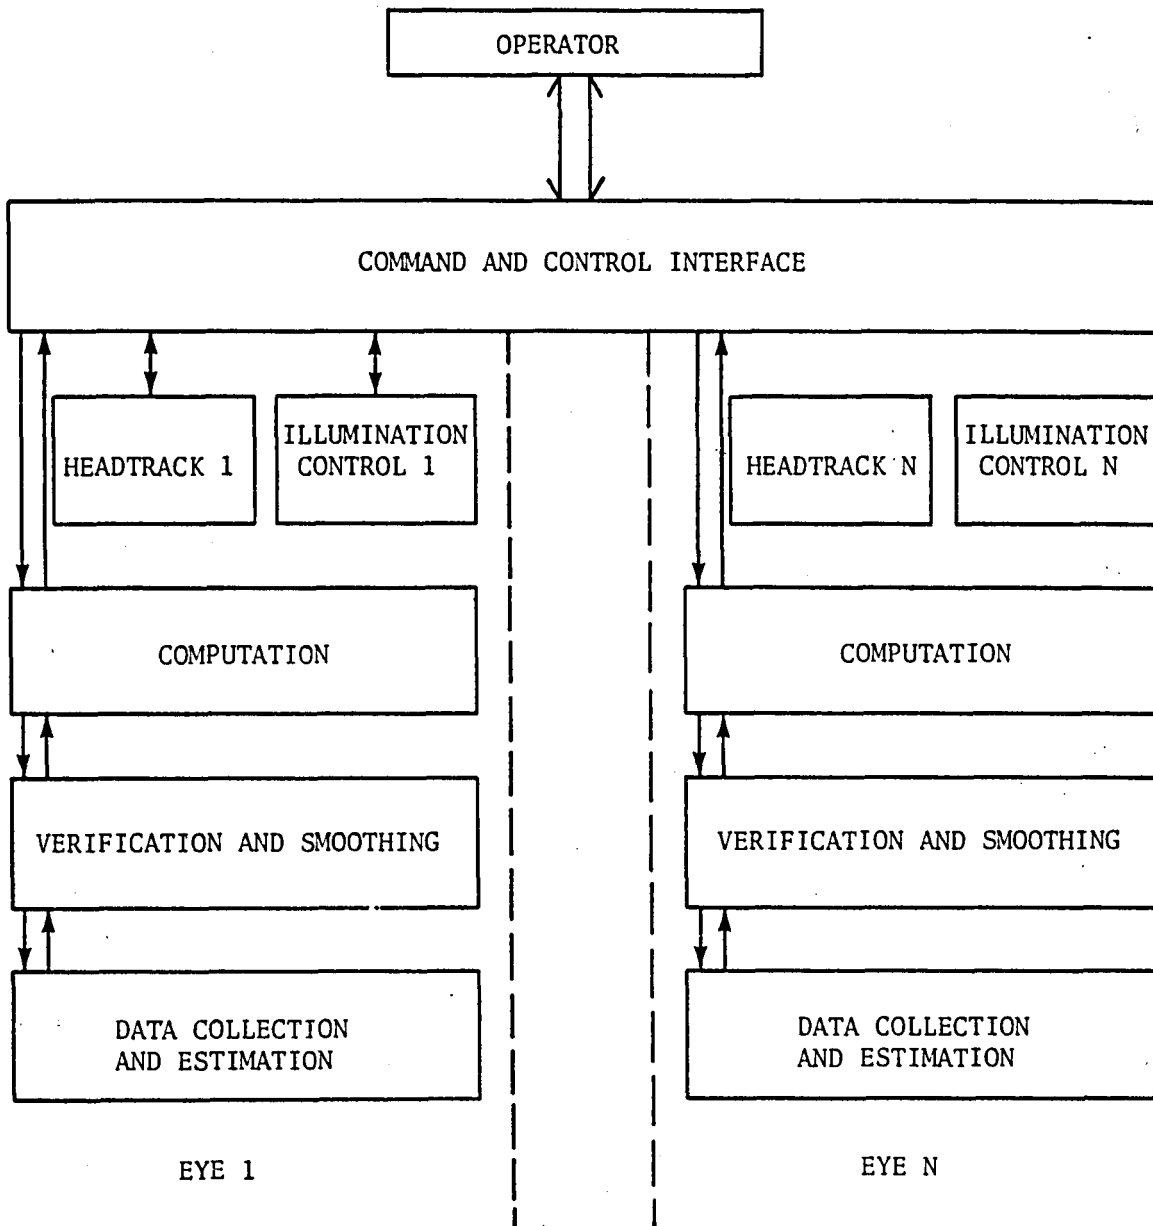 OPERATOR
COMMAND AND CONTROL INTERFACE
HEADTRACK 1
ILLUMINATION
CONTROL 1
HEADTRACK N
ILLUMINATION
CONTROL N
COMPUTATION
COMPUTATION
VERIFICATION AND SMOOTHING
VERIFICATION AND SMOOTHING
DATA COLLECTION
AND ESTIMATION
DATA COLLECTION
AND ESTIMATION
EYE 1
EYE N